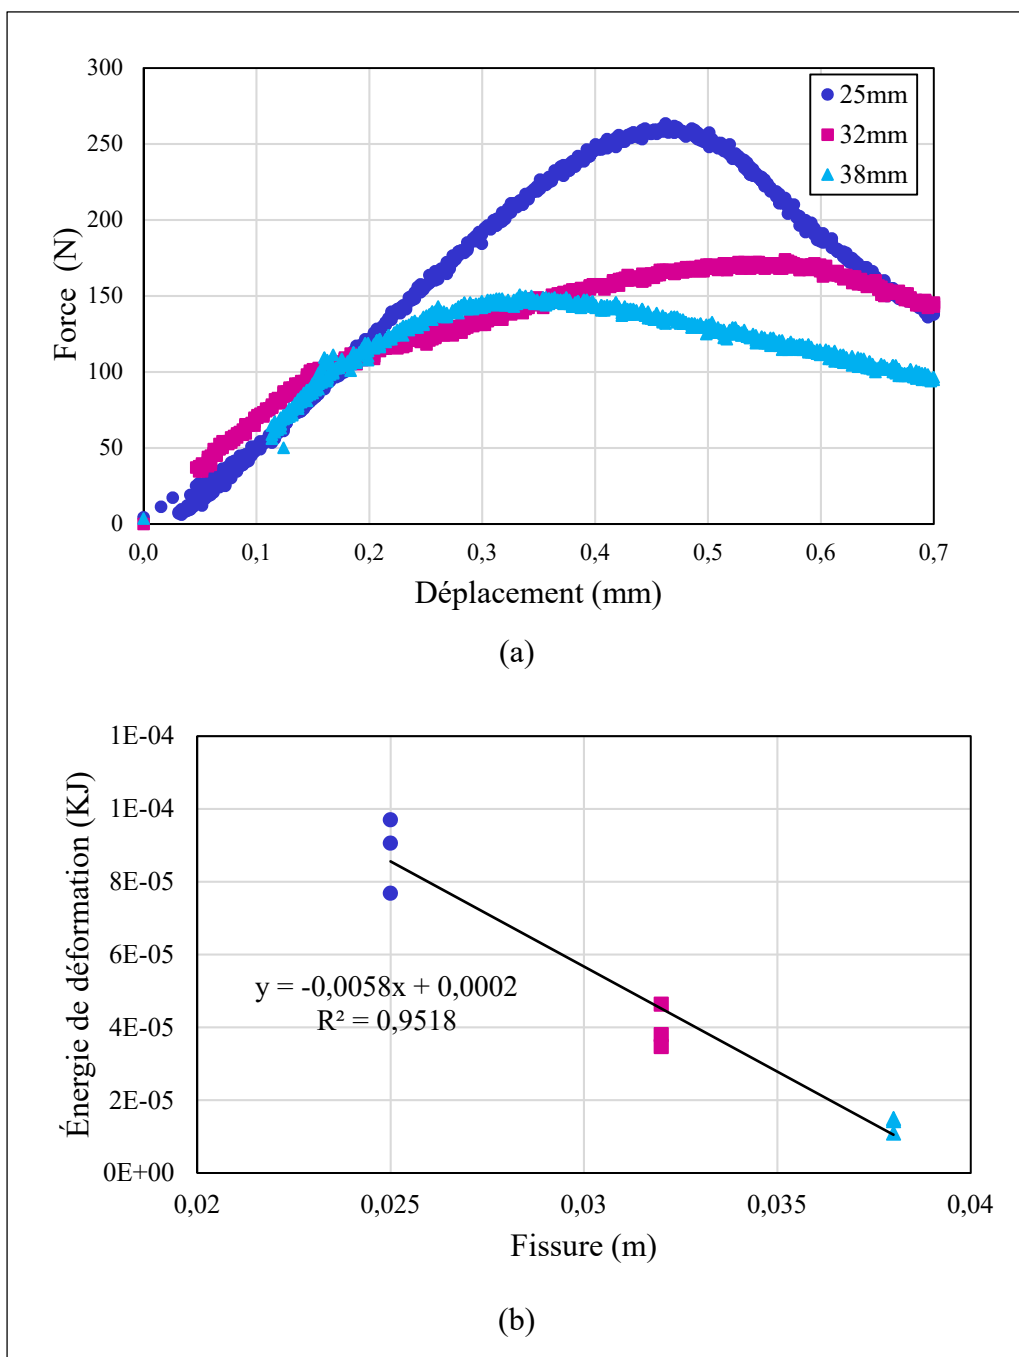 300
250
200
150
100
50
0
Force (N)
25mm
32mm
38mm
0,0 0,1 0,2 0,3 0,4 0,5 0,6 0,7
Déplacement (mm)
(a)
1E-04
1E-04
8E-05
6E-05
4E-05
2E-05
0E+00
Énergie de déformation (KJ)
y = -0,0058x + 0,0002
R² = 0,9518
0,02 0,025 0,03 0,035 0,04
Fissure (m)
(b)